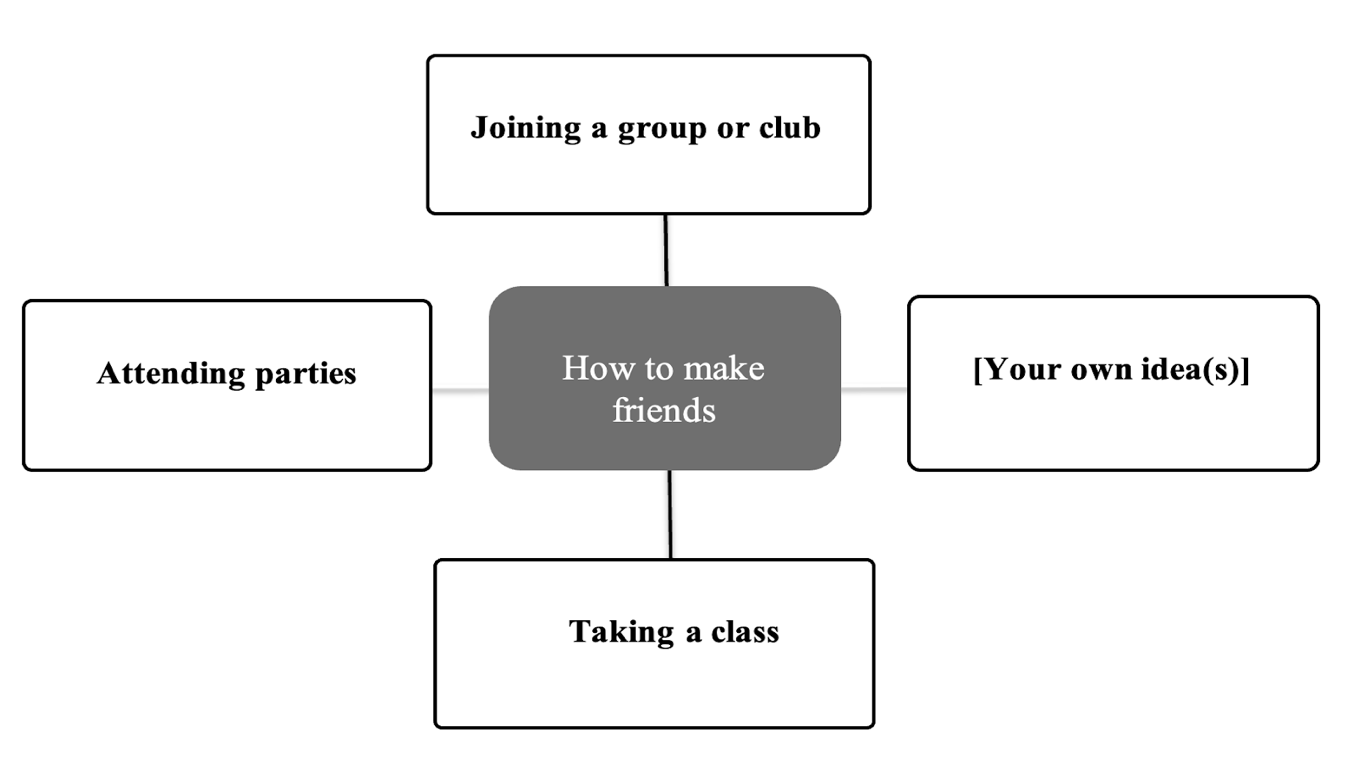 Joining a group or club
Attending parties
How to make
friends
[Your own idea(s)]
Taking a class